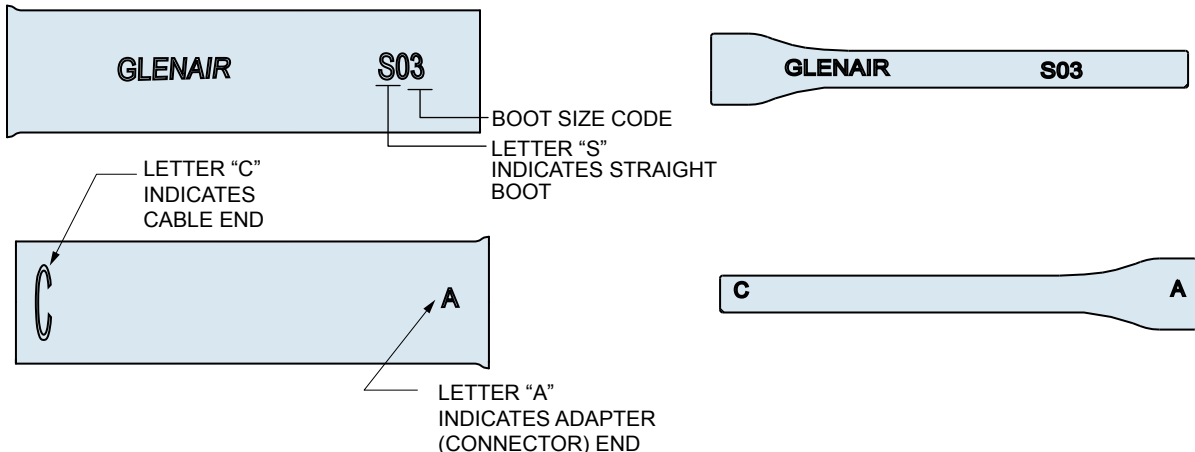 GLENAIR S03
GLENAIR S03
BOOT SIZE CODE
LETTER “S”
INDICATES STRAIGHT
BOOT
LETTER “C”
INDICATES
CABLE END
C A
C A
LETTER “A”
INDICATES ADAPTER
(CONNECTOR) END